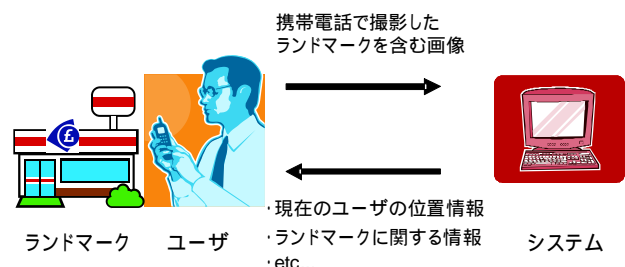 携帯電話で撮影した
ランドマークを含む画像
£
・現在のユーザの位置情報
・ランドマークに関する情報
・etc
ランドマーク
ユーザ
システム